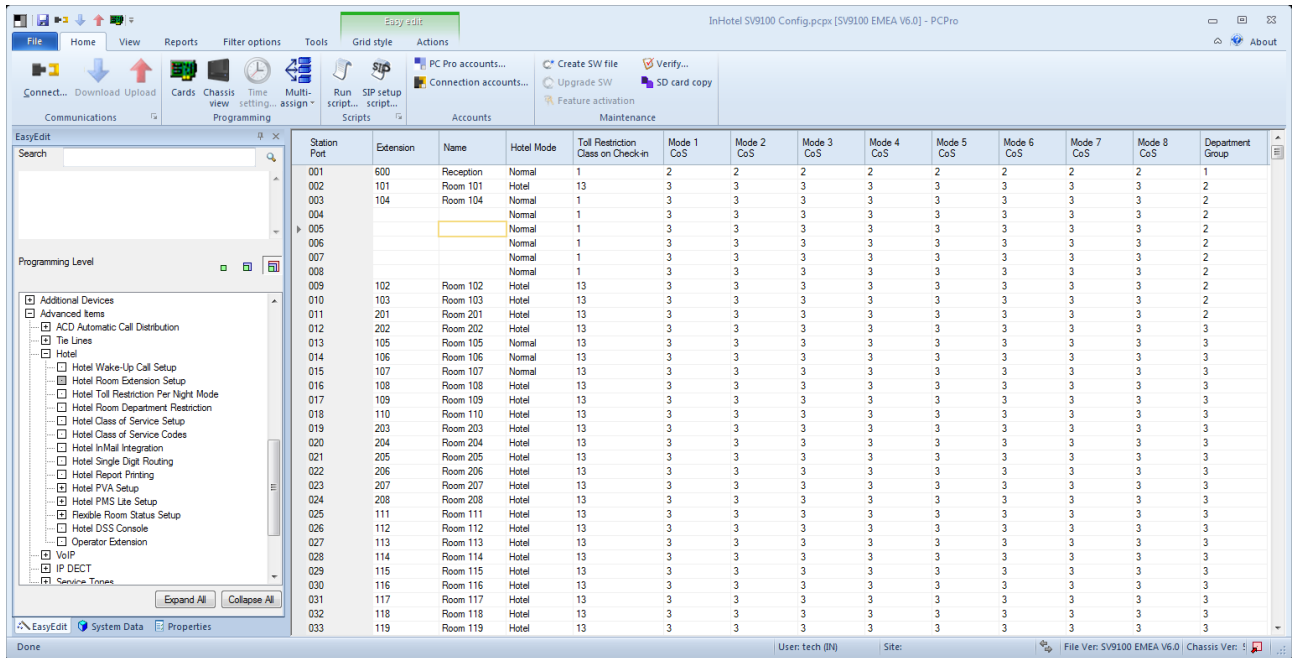 Easy edit
InHotel SV9100 Config.pcpx [SV9100 EMEA V6.0] - PCPro
File Home View Reports Filter options Tools Grid style Actions About
Connect... Download Upload Cards Chassis view Time setting... Multi-assign Run script... SIP setup script... PC Pro accounts... Create SW file Verify...
Connection accounts... Upgrade SW SD card copy
Feature activation
Communications Programming Scripts Accounts Maintenance
EasyEdit
Search
Programming Level
Additional Devices
Advanced Items
ACD Automatic Call Distribution
Tie Lines
Hotel
Hotel Wake-Up Call Setup
Hotel Room Extension Setup
Hotel Toll Restriction Per Night Mode
Hotel Room Department Restriction
Hotel Class of Service Setup
Hotel Class of Service Codes
Hotel InMail Integration
Hotel Single Digit Routing
Hotel Report Printing
Hotel PVA Setup
Hotel PMS Lite Setup
Flexible Room Status Setup
Hotel DSS Console
Operator Extension
VoIP
IP DECT
Service Tones
Expand All Collapse All
EasyEdit System Data Properties
Station Port Extension Name Hotel Mode Toll Restriction Class on Check-in Mode 1 CoS Mode 2 CoS Mode 3 CoS Mode 4 CoS Mode 5 CoS Mode 6 CoS Mode 7 CoS Mode 8 CoS Department Group
001 600 Reception Normal 1 2 2 2 2 2 2 2 2 1
002 101 Room 101 Hotel 13 3 3 3 3 3 3 3 3 2
003 104 Room 104 Normal 1 3 3 3 3 3 3 3 3 2
004 Normal 1 3 3 3 3 3 3 3 3 2
005 Normal 1 3 3 3 3 3 3 3 3 2
006 Normal 1 3 3 3 3 3 3 3 3 2
007 Normal 1 3 3 3 3 3 3 3 3 2
008 Normal 1 3 3 3 3 3 3 3 3 2
009 102 Room 102 Hotel 13 3 3 3 3 3 3 3 3 2
010 103 Room 103 Hotel 13 3 3 3 3 3 3 3 3 2
011 201 Room 201 Hotel 13 3 3 3 3 3 3 3 3 2
012 202 Room 202 Hotel 13 3 3 3 3 3 3 3 3 3
013 105 Room 105 Normal 13 3 3 3 3 3 3 3 3 3
014 106 Room 106 Normal 13 3 3 3 3 3 3 3 3 3
015 107 Room 107 Normal 13 3 3 3 3 3 3 3 3 3
016 108 Room 108 Hotel 13 3 3 3 3 3 3 3 3 3
017 109 Room 109 Hotel 13 3 3 3 3 3 3 3 3 3
018 110 Room 110 Hotel 13 3 3 3 3 3 3 3 3 3
019 203 Room 203 Hotel 13 3 3 3 3 3 3 3 3 3
020 204 Room 204 Hotel 13 3 3 3 3 3 3 3 3 3
021 205 Room 205 Hotel 13 3 3 3 3 3 3 3 3 3
022 206 Room 206 Hotel 13 3 3 3 3 3 3 3 3 3
023 207 Room 207 Hotel 13 3 3 3 3 3 3 3 3 3
024 208 Room 208 Hotel 13 3 3 3 3 3 3 3 3 3
025 111 Room 111 Hotel 13 3 3 3 3 3 3 3 3 3
026 112 Room 112 Hotel 13 3 3 3 3 3 3 3 3 3
027 113 Room 113 Hotel 13 3 3 3 3 3 3 3 3 3
028 114 Room 114 Hotel 13 3 3 3 3 3 3 3 3 3
029 115 Room 115 Hotel 13 3 3 3 3 3 3 3 3 3
030 116 Room 116 Hotel 13 3 3 3 3 3 3 3 3 3
031 117 Room 117 Hotel 13 3 3 3 3 3 3 3 3 3
032 118 Room 118 Hotel 13 3 3 3 3 3 3 3 3 3
033 119 Room 119 Hotel 13 3 3 3 3 3 3 3 3 3
Done User: tech (IN) Site: File Ver: SV9100 EMEA V6.0 Chassis Ver: